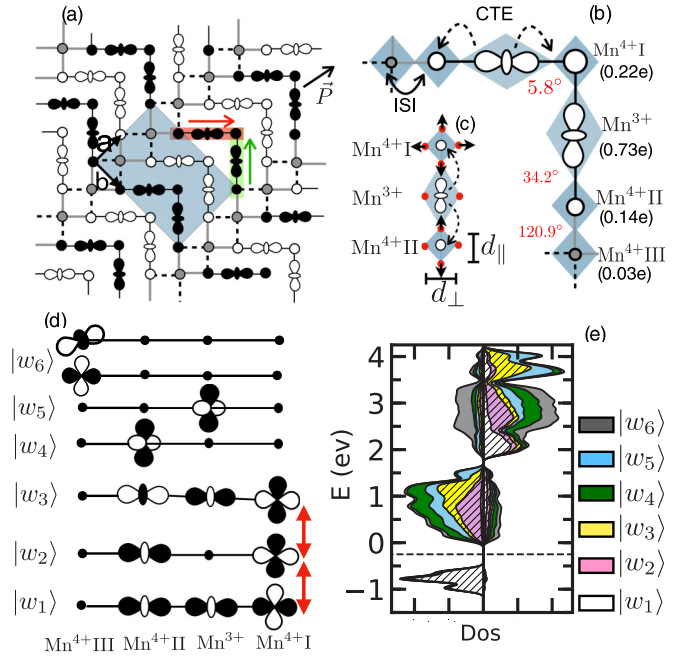 (a)
P⃗
a
b
CTE
(b)
ISI
5.8°
Mn⁴⁺I
(0.22e)
Mn³⁺
(0.73e)
34.2°
Mn⁴⁺II
(0.14e)
120.9°
Mn⁴⁺III
(0.03e)
(c)
Mn⁴⁺I
Mn³⁺
Mn⁴⁺II
d∥
d⊥
(d)
|w₆⟩
|w₅⟩
|w₄⟩
|w₃⟩
|w₂⟩
|w₁⟩
Mn⁴⁺III Mn⁴⁺II Mn³⁺ Mn⁴⁺I
(e)
E (ev)
4
3
2
1
0
1
Dos
|w₆⟩
|w₅⟩
|w₄⟩
|w₃⟩
|w₂⟩
|w₁⟩